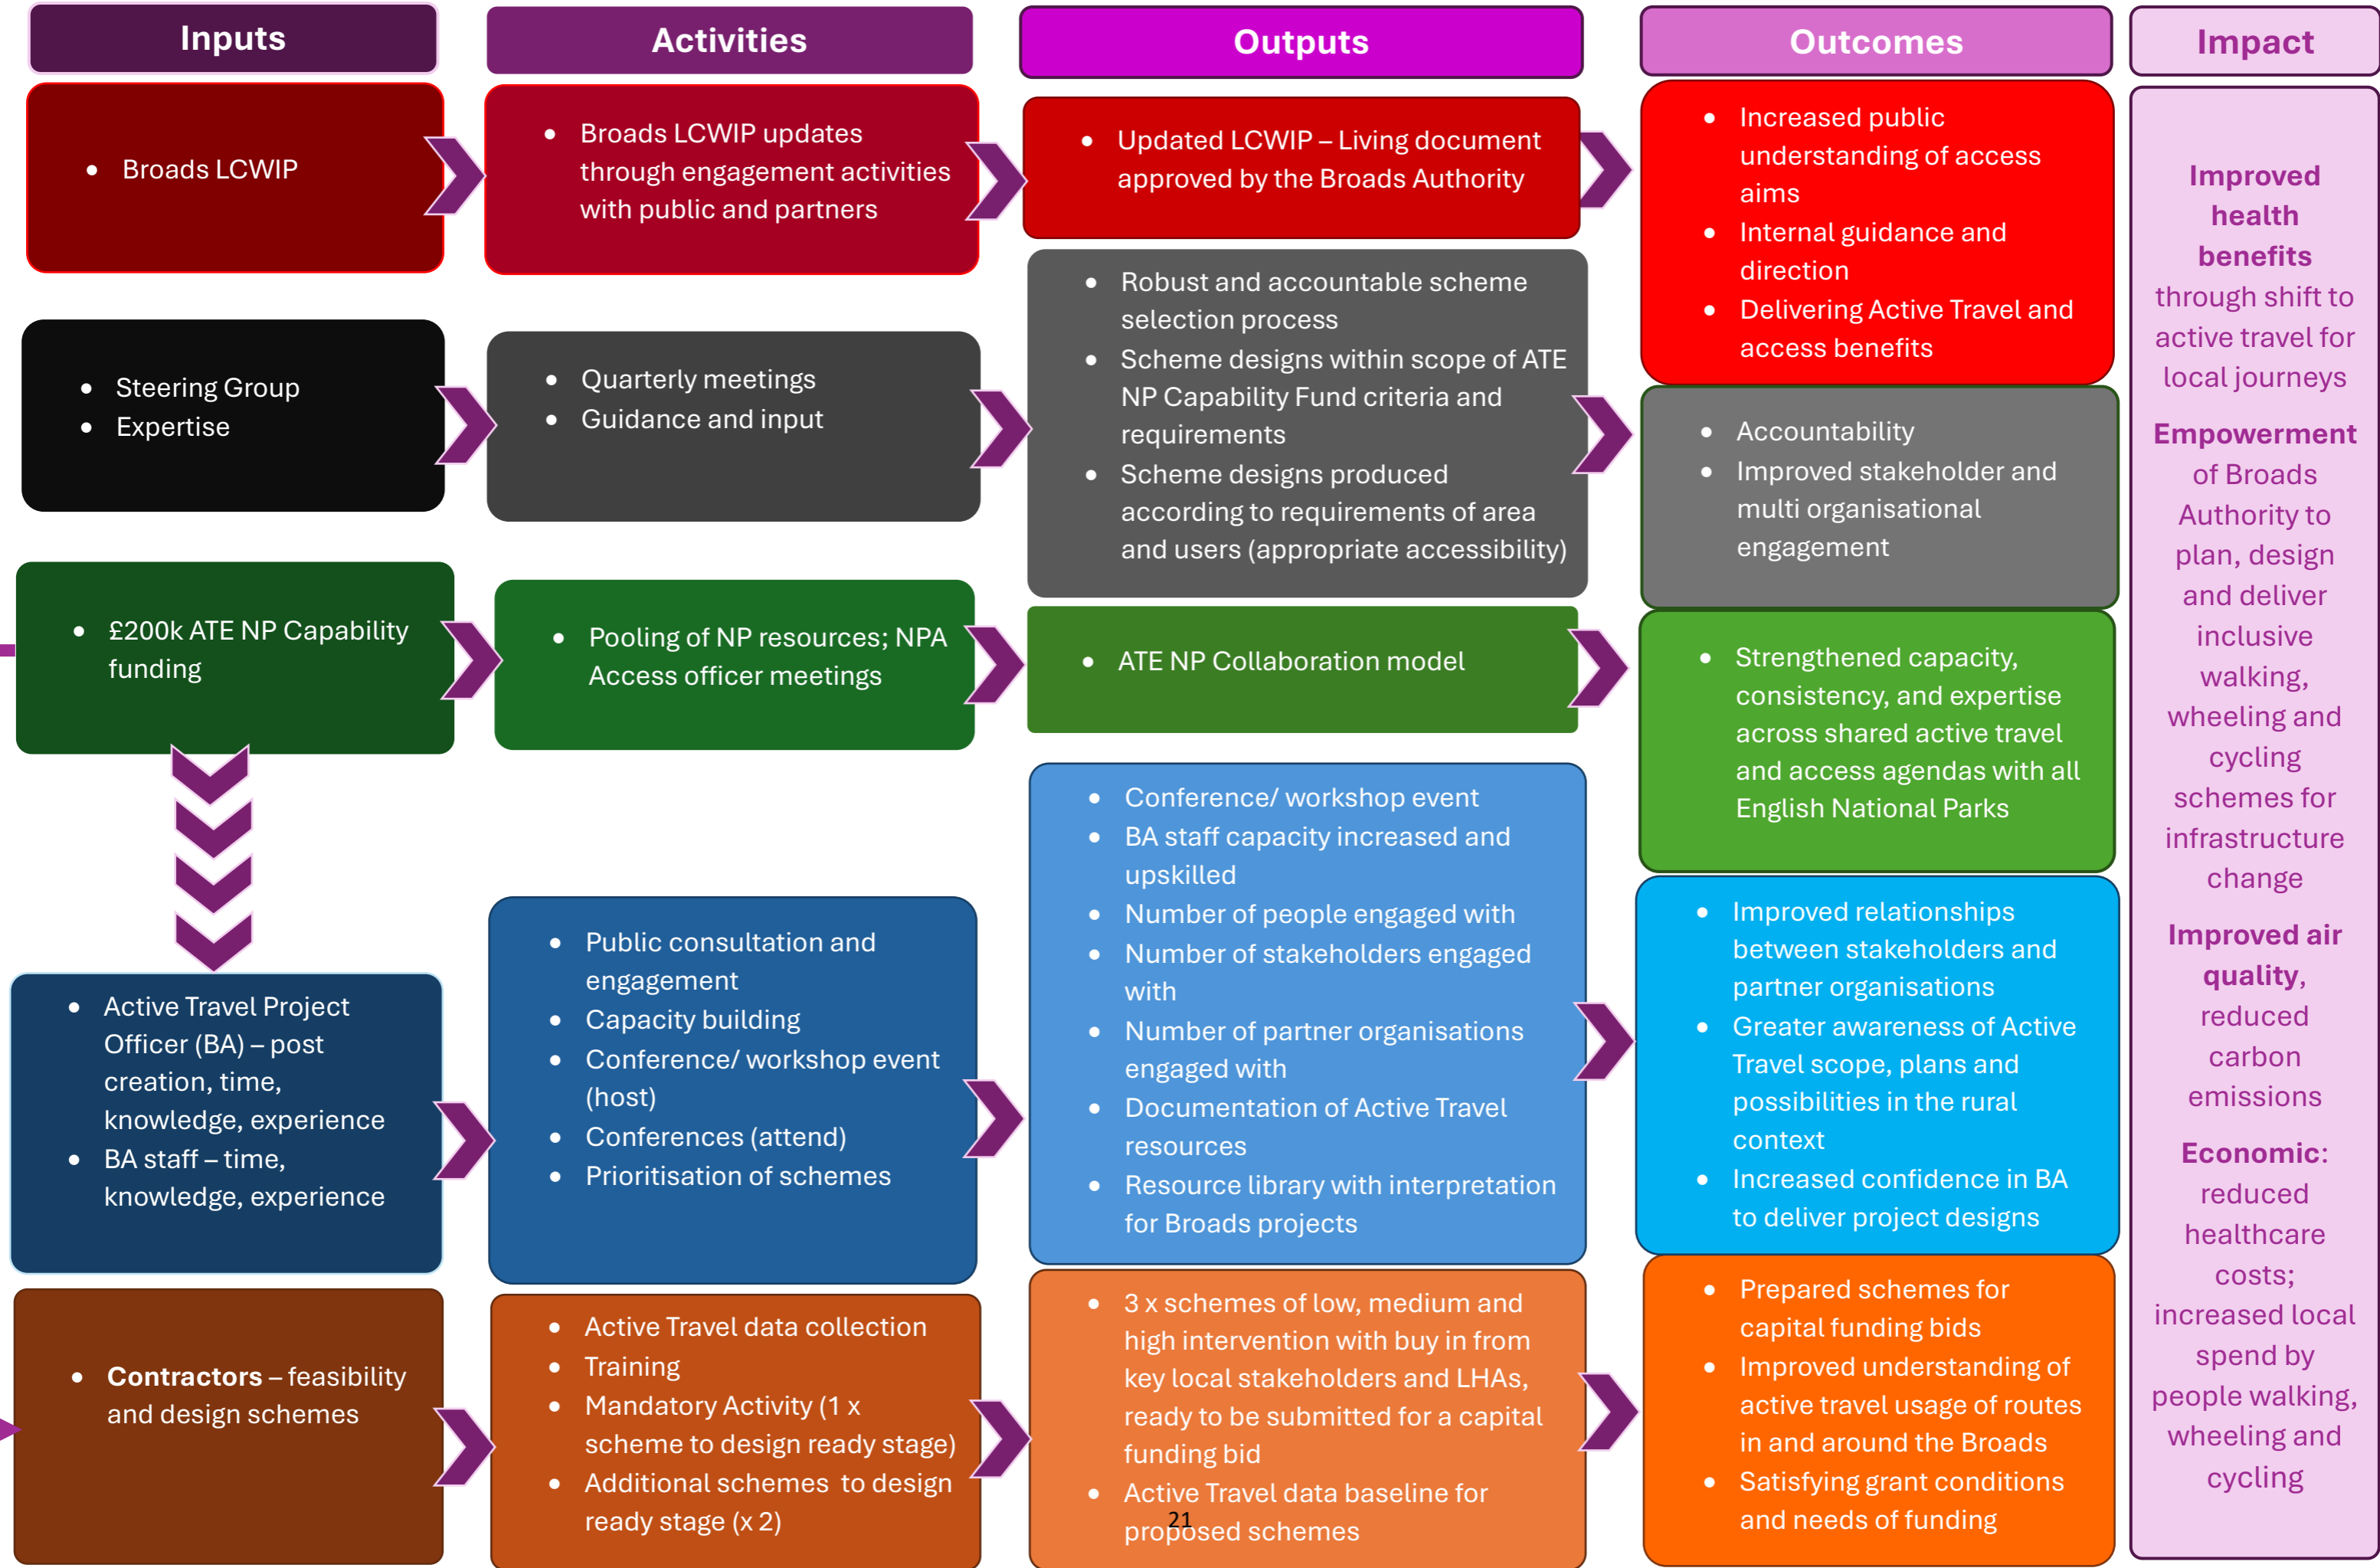 Inputs
Activities
Outputs
Outcomes
Impact
• Broads LCWIP
• Broads LCWIP updates
through engagement activities
with public and partners
• Updated LCWIP – Living document
approved by the Broads Authority
• Increased public
understanding of access
aims
• Internal guidance and
direction
• Delivering Active Travel and
access benefits
• Steering Group
• Expertise
• Quarterly meetings
• Guidance and input
• Robust and accountable scheme
selection process
• Scheme designs within scope of ATE
NP Capability Fund criteria and
requirements
• Scheme designs produced
according to requirements of area
and users (appropriate accessibility)
• Accountability
• Improved stakeholder and
multi organisational
engagement
• £200k ATE NP Capability
funding
• Pooling of NP resources; NPA
Access officer meetings
• ATE NP Collaboration model
• Strengthened capacity,
consistency, and expertise
across shared active travel
and access agendas with all
English National Parks
• Active Travel Project
Officer (BA) – post
creation, time,
knowledge, experience
• BA staff – time,
knowledge, experience
• Public consultation and
engagement
• Capacity building
• Conference/ workshop event
(host)
• Conferences (attend)
• Prioritisation of schemes
• Conference/ workshop event
• BA staff capacity increased and
upskilled
• Number of people engaged with
• Number of stakeholders engaged
with
• Number of partner organisations
engaged with
• Documentation of Active Travel
resources
• Resource library with interpretation
for Broads projects
• Improved relationships
between stakeholders and
partner organisations
• Greater awareness of Active
Travel scope, plans and
possibilities in the rural
context
• Increased confidence in BA
to deliver project designs
• Contractors – feasibility
and design schemes
• Active Travel data collection
• Training
• Mandatory Activity (1 x
scheme to design ready stage)
• Additional schemes  to design
ready stage (x 2)
• 3 x schemes of low, medium and
high intervention with buy in from
key local stakeholders and LHAs,
ready to be submitted for a capital
funding bid
• Active Travel data baseline for
proposed schemes
• Prepared schemes for
capital funding bids
• Improved understanding of
active travel usage of routes
in and around the Broads
• Satisfying grant conditions
and needs of funding
Improved
health
benefits
through shift to
active travel for
local journeys
Empowerment
of Broads
Authority to
plan, design
and deliver
inclusive
walking,
wheeling and
cycling
schemes for
infrastructure
change
Improved air
quality,
reduced
carbon
emissions
Economic:
reduced
healthcare
costs;
increased local
spend by
people walking,
wheeling and
cycling
21